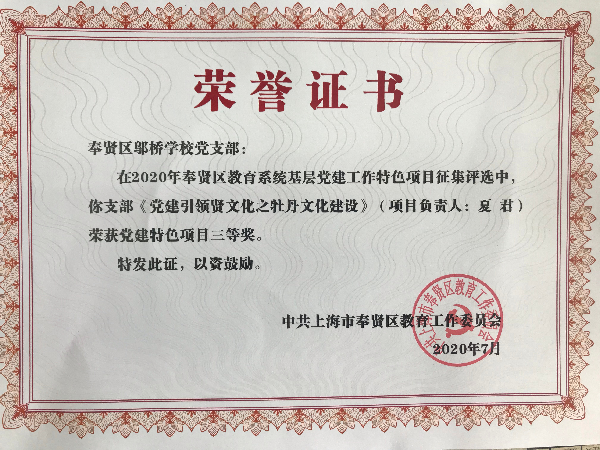 荣誉证书
奉贤区邬桥学校党支部：
在2020年奉贤区教育系统基层党建工作特色项目征集评选中，
你支部《党建引领贤文化之牡丹文化建设》（项目负责人：夏 君）
荣获党建特色项目三等奖。
特发此证，以资鼓励。
中共上海市奉贤区教育工作委员会
2020年7月